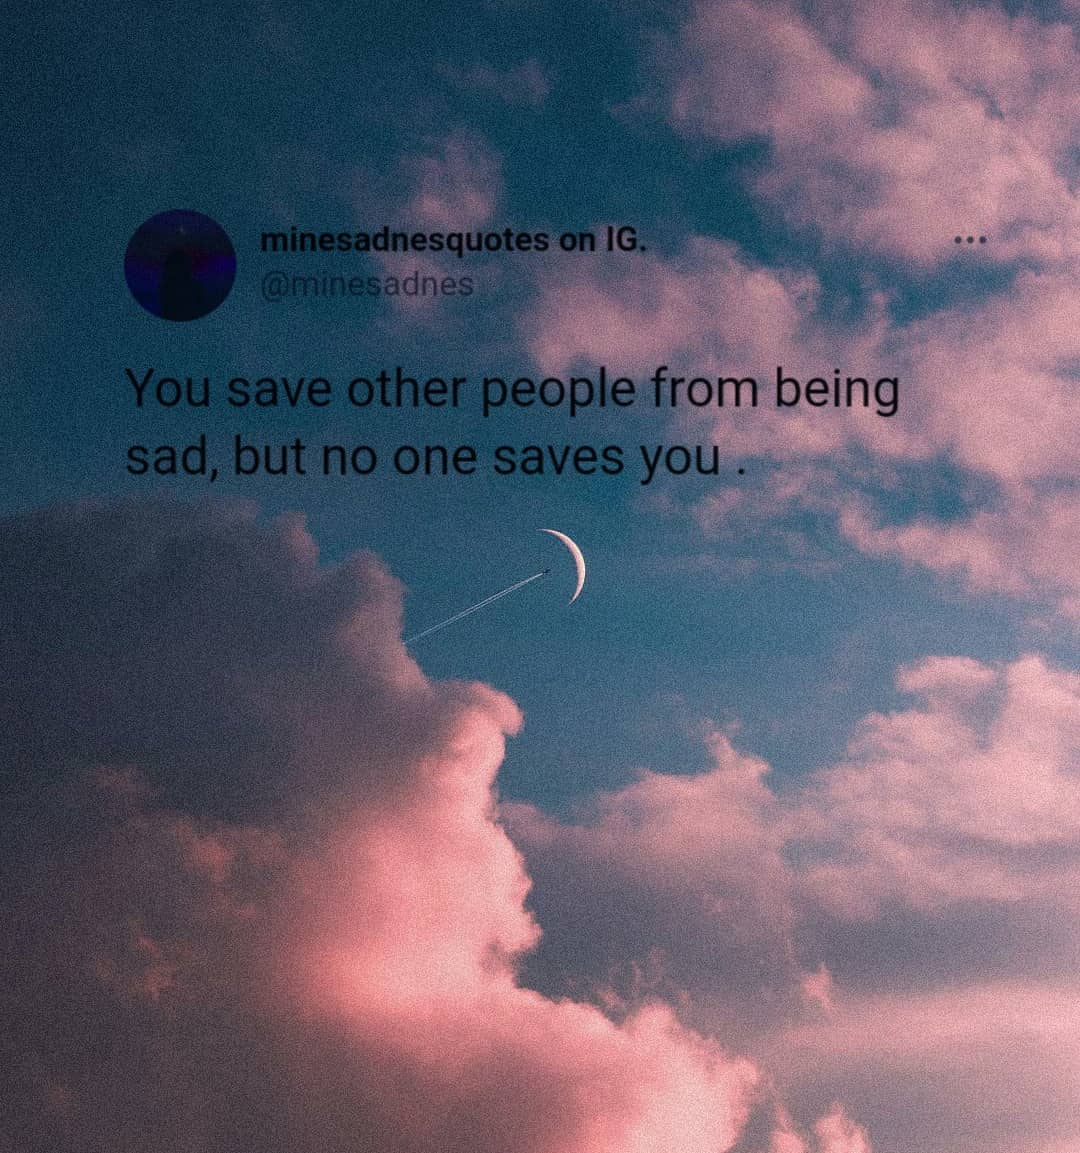 minesadnesquotes on IG.
@minesadnes
You save other people from being
sad, but no one saves you .